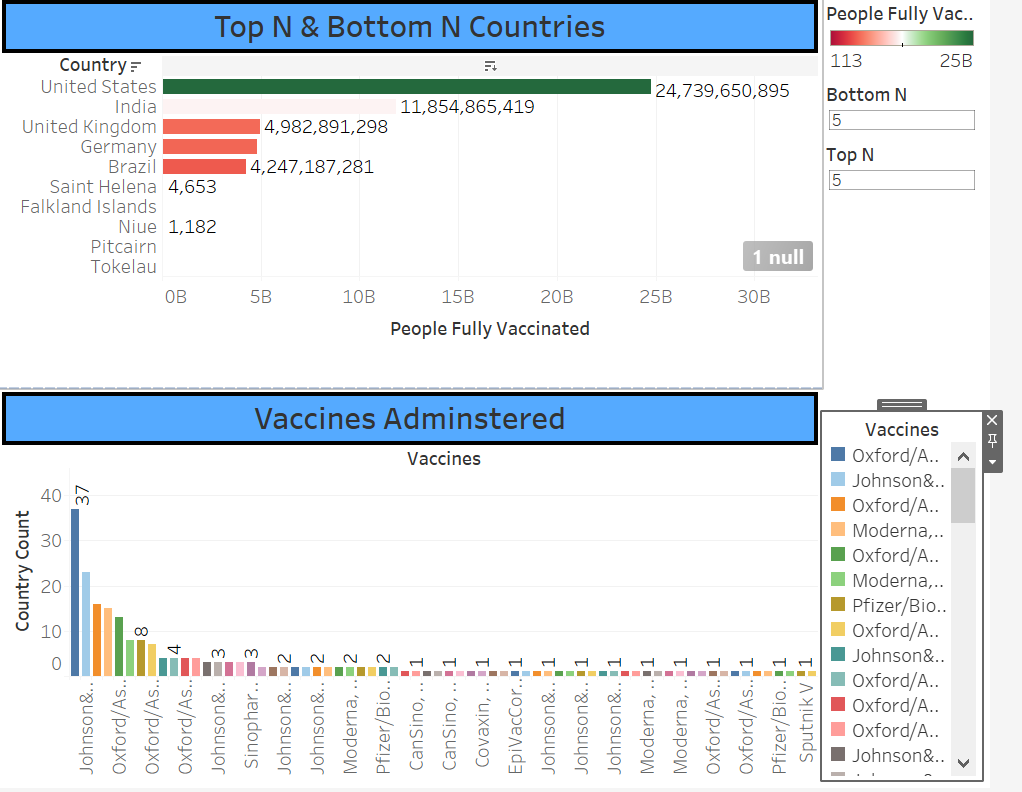 Top N & Bottom N Countries
Country
United States 24,739,650,895
India 11,854,865,419
United Kingdom 4,982,891,298
Germany
Brazil 4,247,187,281
Saint Helena 4,653
Falkland Islands
Niue 1,182
Pitcairn
Tokelau
1 null
0B 5B 10B 15B 20B 25B 30B
People Fully Vaccinated
People Fully Vac..
113 25B
Bottom N
5
Top N
5
Vaccines Adminstered
Vaccines
Country Count
40
30
20
10
0
37 8 4 3 3 2 2 2 2 1 1 1 1 1 1 1 1 1 1 1 1 1
Johnson&..
Oxford/As..
Oxford/As..
Oxford/As..
Johnson&..
Sinophar..
Johnson&..
Johnson&..
Moderna, ..
Pfizer/Bio..
CanSino, ..
CanSino, ..
Covaxin, ..
EpiVacCor..
Johnson&..
Johnson&..
Johnson&..
Moderna, ..
Moderna, ..
Oxford/As..
Oxford/As..
Pfizer/Bio..
Sputnik V
Vaccines
Oxford/A..
Johnson&..
Oxford/A..
Moderna,..
Oxford/A..
Moderna,..
Pfizer/Bio..
Oxford/A..
Johnson&..
Oxford/A..
Oxford/A..
Oxford/A..
Johnson&..